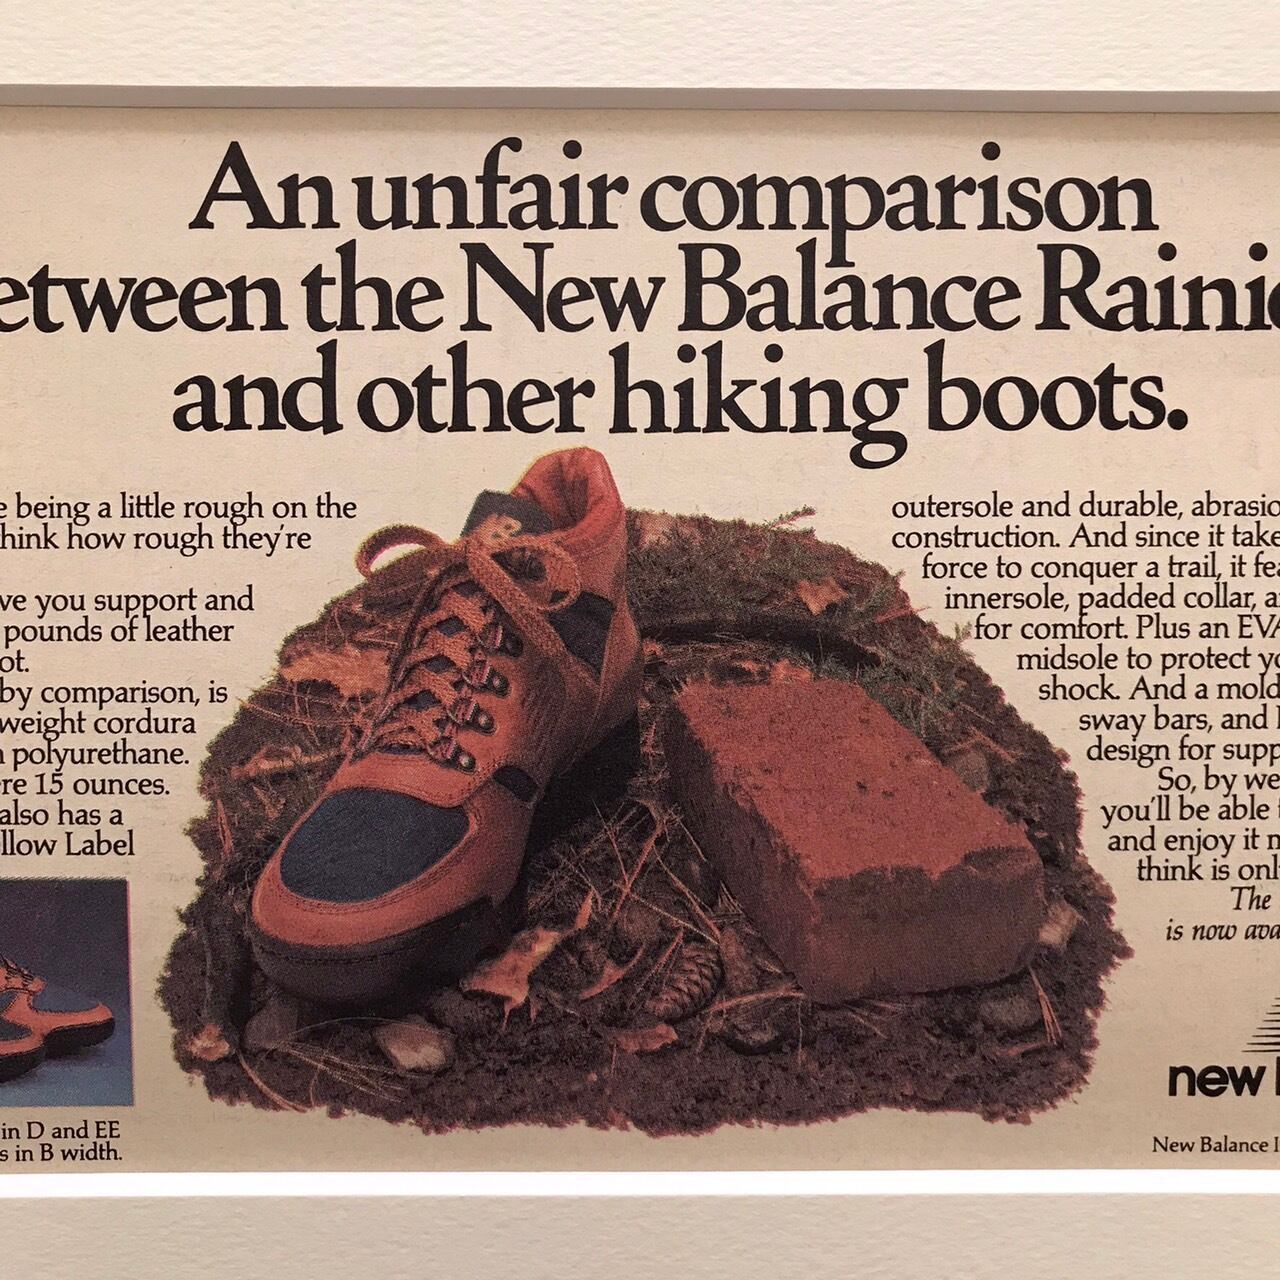 An unfair comparison
etween the New Balance Raini
and other hiking boots.
e being a little rough on the
hink how rough they're
ve you support and
pounds of leather
ot.
by comparison, is
weight cordura
polyurethane.
re 15 ounces.
also has a
llow Label
in D and EE
s in B width.
outersole and durable, abrasio
construction. And since it take
force to conquer a trail, it fea
innersole, padded collar, a
for comfort. Plus an EVA
midsole to protect yo
shock. And a mold
sway bars, and
design for supp
So, by we
you'll be able
and enjoy it m
think is onl
The
is now ava
new
New Balance I